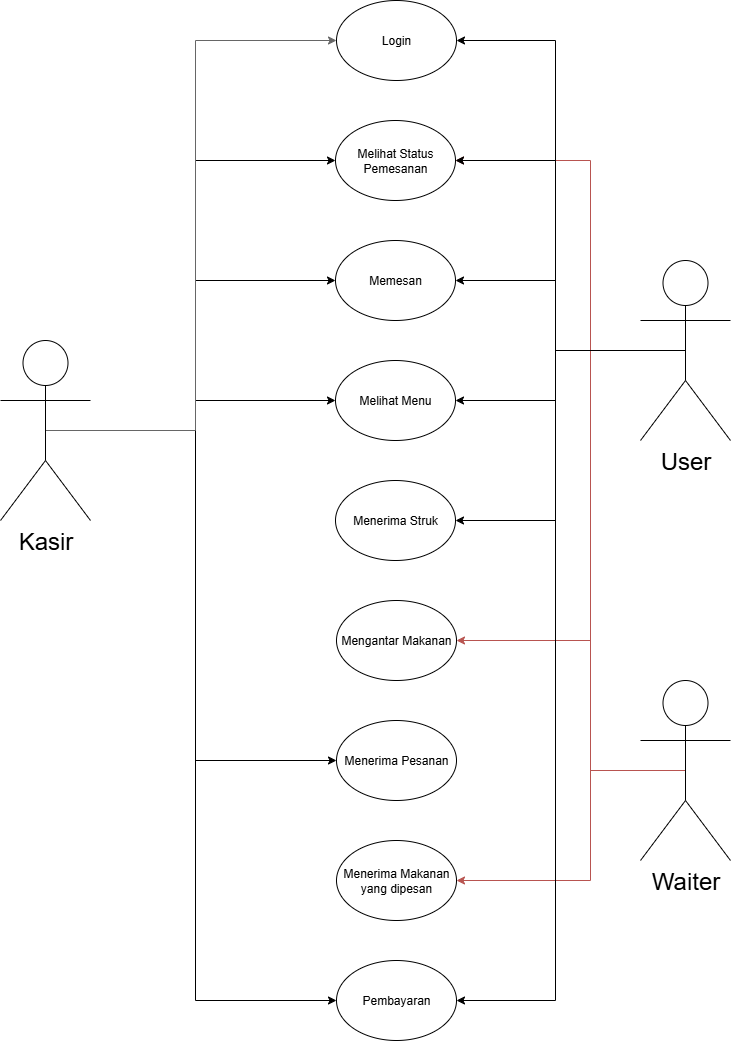 Login
Melihat Status
Pemesanan
Memesan
Melihat Menu
User
Menerima Struk
Kasir
Mengantar Makanan
Menerima Pesanan
Menerima Makanan
yang dipesan
Waiter
Pembayaran